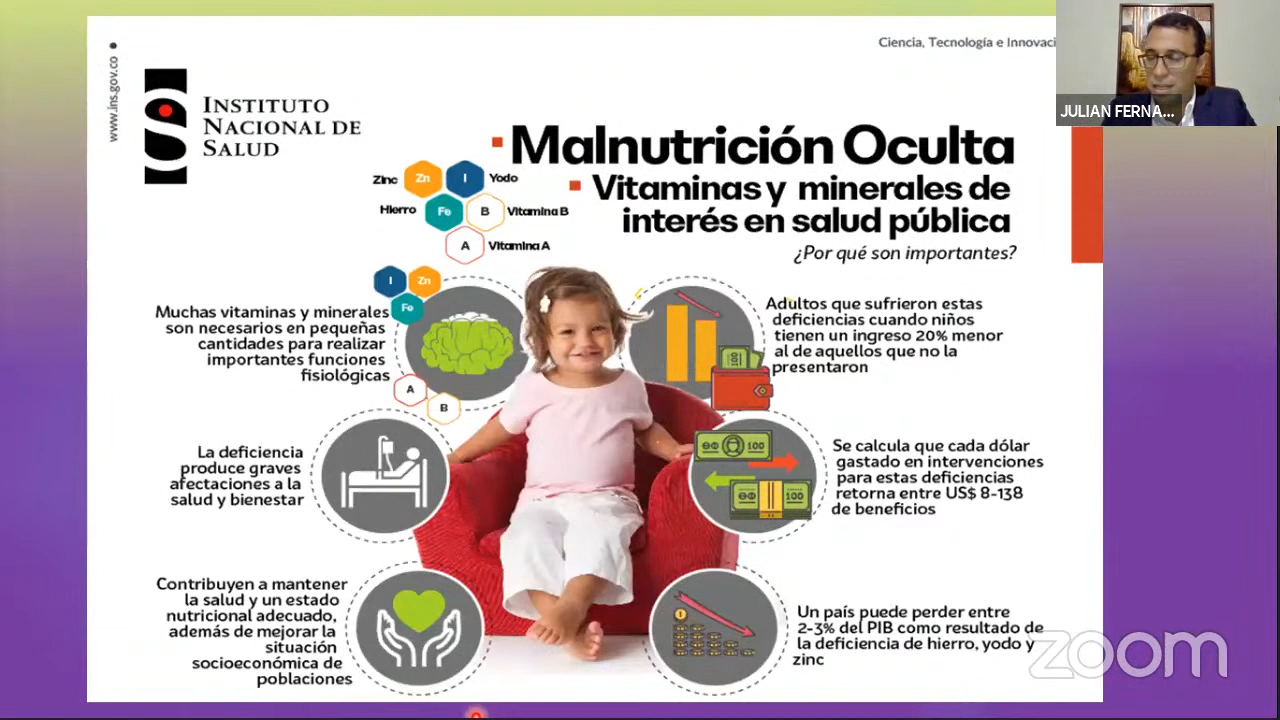 Ciencia, Tecnología e Innovaci
www.ins.gov.co
INSTITUTO
NACIONAL DE
SALUD
Malnutrición Oculta
Vitaminas y minerales de
interés en salud pública
¿Por qué son importantes?
Zinc
Zn
I
Yodo
Hierro
Fe
B
Vitamina B
A
Vitamina A
I
Zn
Fe
Muchas vitaminas y minerales
son necesarios en pequeñas
cantidades para realizar
importantes funciones
fisiológicas
A
B
La deficiencia
produce graves
afectaciones a la
salud y bienestar
Contribuyen a mantener
la salud y un estado
nutricional adecuado,
además de mejorar la
situación
socioeconómica de
poblaciones
100
Adultos que sufrieron estas
deficiencias cuando niños
tienen un ingreso 20% menor
al de aquellos que no la
presentaron
100
100
Se calcula que cada dólar
gastado en intervenciones
para estas deficiencias
retorna entre US$ 8-138
de beneficios
Un país puede perder entre
2-3% del PIB como resultado de
la deficiencia de hierro, yodo y
zinc
JULIAN FERNA...
zoom